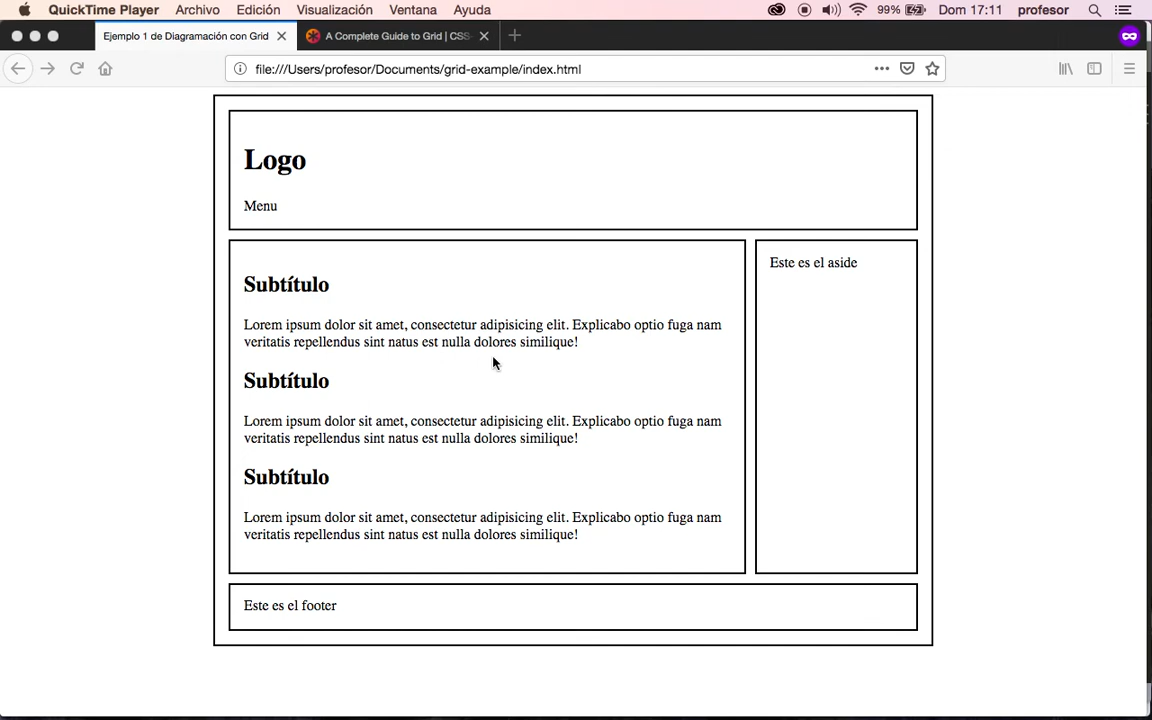 QuickTime Player Archivo Edición Visualización Ventana Ayuda 99% Dom 17:11 profesor
Ejemplo 1 de Diagramación con Grid A Complete Guide to Grid | CSS-
file:///Users/profesor/Documents/grid-example/index.html
Logo
Menu
Subtítulo
Lorem ipsum dolor sit amet, consectetur adipisicing elit. Explicabo optio fuga nam
veritatis repellendus sint natus est nulla dolores similique!
Subtítulo
Lorem ipsum dolor sit amet, consectetur adipisicing elit. Explicabo optio fuga nam
veritatis repellendus sint natus est nulla dolores similique!
Subtítulo
Lorem ipsum dolor sit amet, consectetur adipisicing elit. Explicabo optio fuga nam
veritatis repellendus sint natus est nulla dolores similique!
Este es el aside
Este es el footer